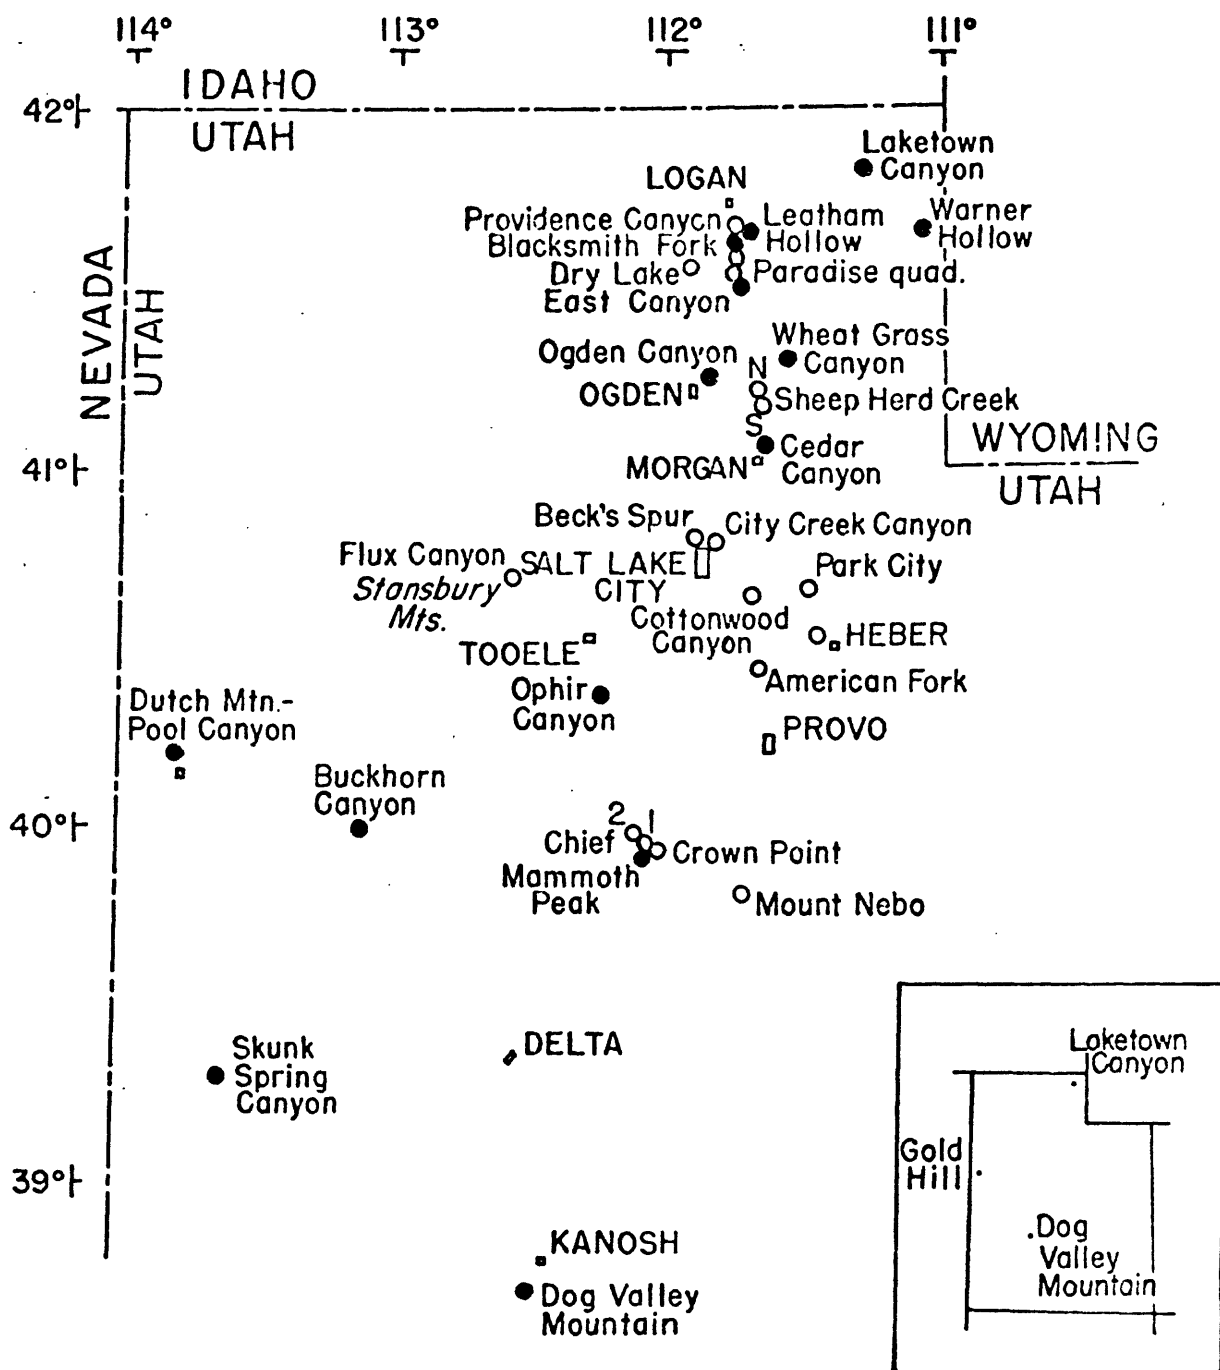 114° 113° 112° 111°
IDAHO
42°
UTAH
Laketown
Canyon
LOGAN
Providence Canyon
Leatham
Hollow
Warner
Hollow
Blacksmith Fork
Dry Lake
Paradise quad.
East Canyon
NEVADA
UTAH
Wheat Grass
Canyon
Ogden Canyon
N
OGDEN
Sheep Herd Creek
S
WYOMING
UTAH
41°
Cedar
Canyon
MORGAN
Beck's Spur
City Creek Canyon
Flux Canyon
Stansbury
Mts.
SALT LAKE
CITY
Park City
Cottonwood
Canyon
HEBER
TOOELE
American Fork
Ophir
Canyon
Dutch Mtn.-
Pool Canyon
PROVO
Buckhorn
Canyon
40°
2 1
Chief
Crown Point
Mammoth
Peak
Mount Nebo
DELTA
Skunk
Spring
Canyon
39°
KANOSH
Dog Valley
Mountain
Laketown
Canyon
Gold
Hill
Dog
Valley
Mountain